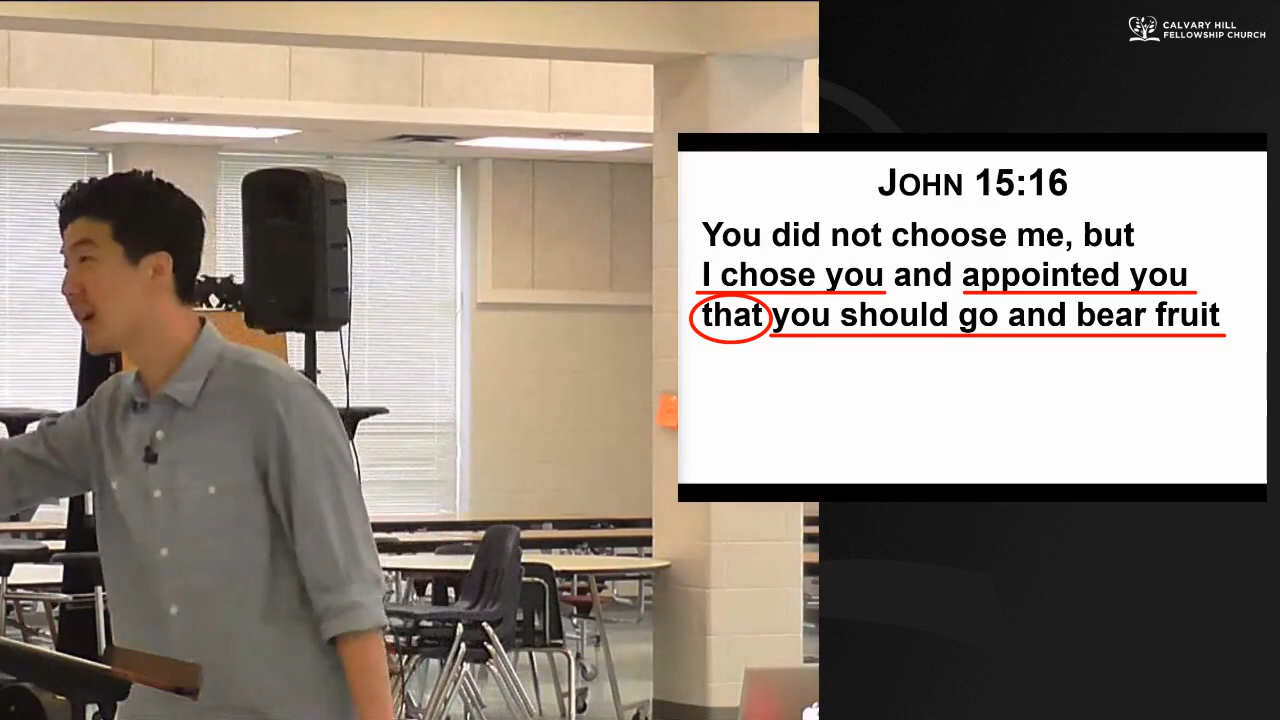 CALVARY HILL
FELLOWSHIP CHURCH
JOHN 15:16
You did not choose me, but
I chose you and appointed you
that you should go and bear fruit